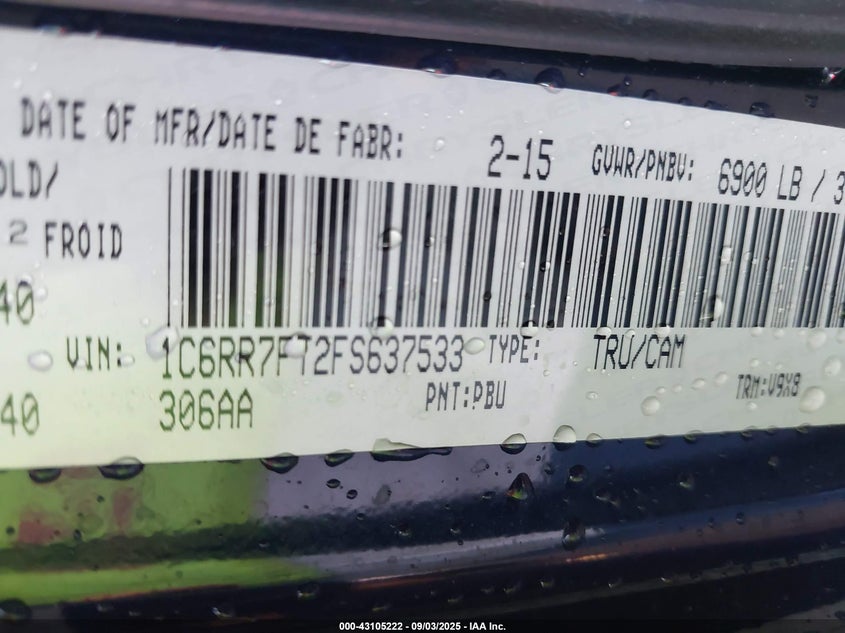 DATE OF MFR/DATE DE FABR: 2-15 GVWR/PNBV: 6900 LB / 3
OLD/
2 FROID
40
VIN: 1C6RR7FT2FS637533 TYPE: TRU/CAM
40 306AA PNT:PBU TRM:V9X8
000-43105222 - 09/03/2025 - IAA Inc.